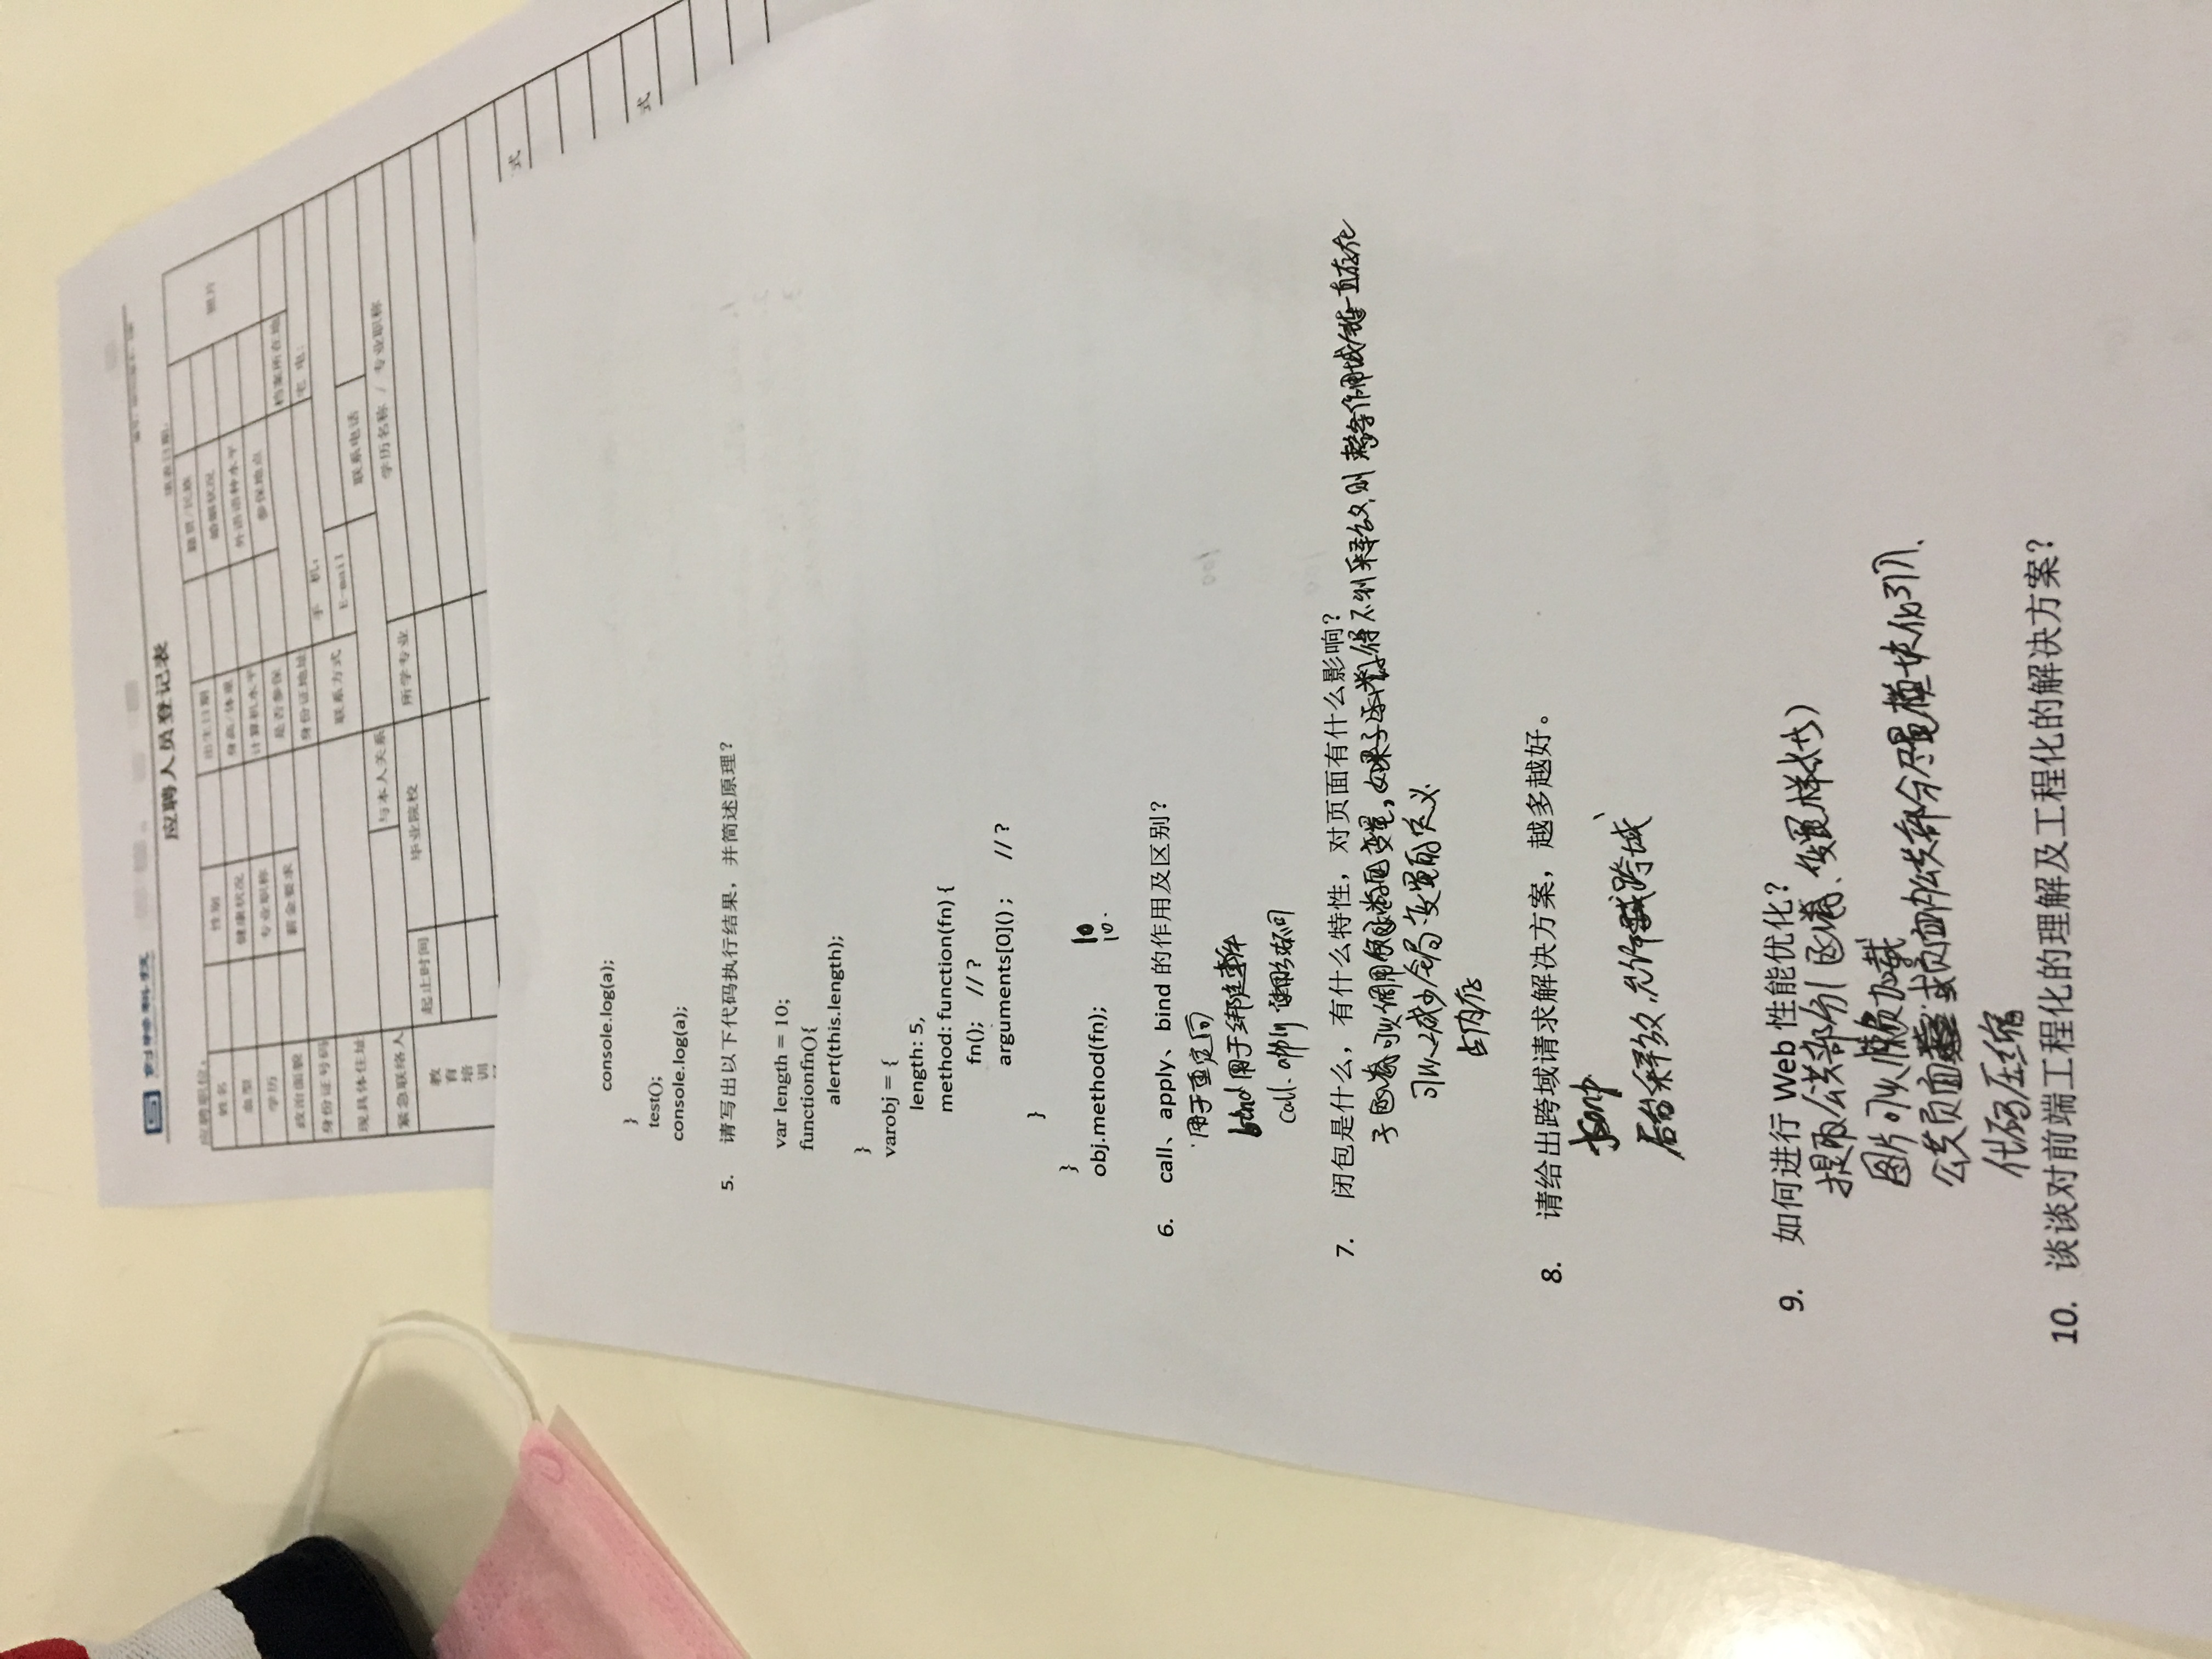 创特科技
应聘人员登记表
填表日期:
应聘职位:
姓名 性别 出生日期 籍贯/民族 照片
血型 健康状况 身高/体重 婚姻状况
学历 专业职称 计算机水平 外语语种水平
政治面貌 薪金要求 是否参保 参保地点
身份证号码 身份证地址 档案所在地
现具体住址 联系方式 手 机: 宅 电:
E-mail
紧急联络人 与本人关系 联系电话
教育培训 起止时间 毕业院校 所学专业 学历名称 / 专业职称
式
式
console.log(a);
}
test();
console.log(a);
5. 请写出以下代码执行结果，并简述原理？
var length = 10;
functionfn(){
alert(this.length);
}
varobj = {
length: 5,
method: function(fn) {
fn(); // ?
arguments[0]() ; // ?
}
}
obj.method(fn); 10
10.
6. call、apply、bind 的作用及区别？
用于重定向
bind 用于绑定事件
call. apply 使用方式不同
7. 闭包是什么，有什么特性，对页面有什么影响？
子函数可以调用父函数的变量，如果子函数得不到释放,则整条作用域链一直存在
可以减少全局变量的定义
占内存
8. 请给出跨域请求解决方案，越多越好。
Jsonp
后台释放,允许跨域
9. 如何进行 Web 性能优化？
提取公共部分(函数、变量样式)
图片可以懒加载
公共页面或页面内公共部分尽量模块化引入.
代码压缩
10. 谈谈对前端工程化的理解及工程化的解决方案？